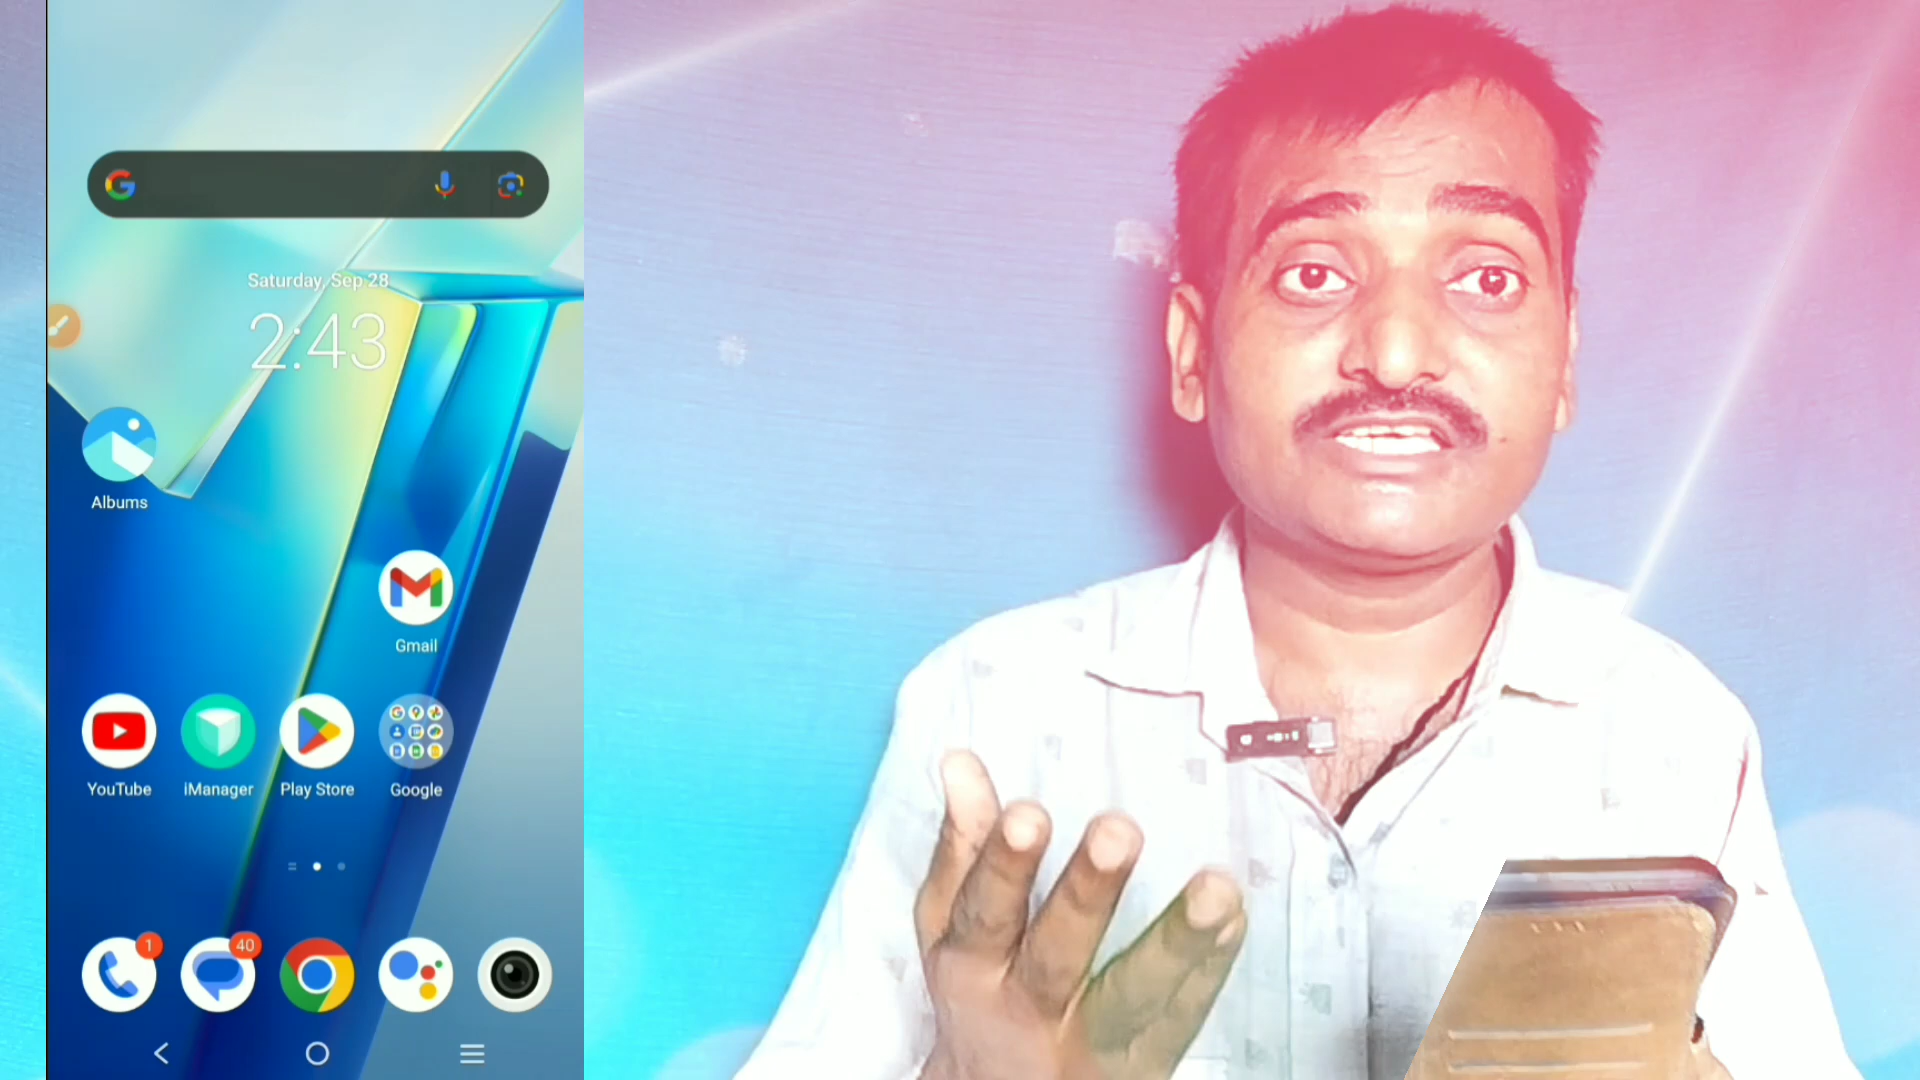 Saturday, Sep 28
2:43
Albums
Gmail
YouTube
iManager
Play Store
Google
1
40